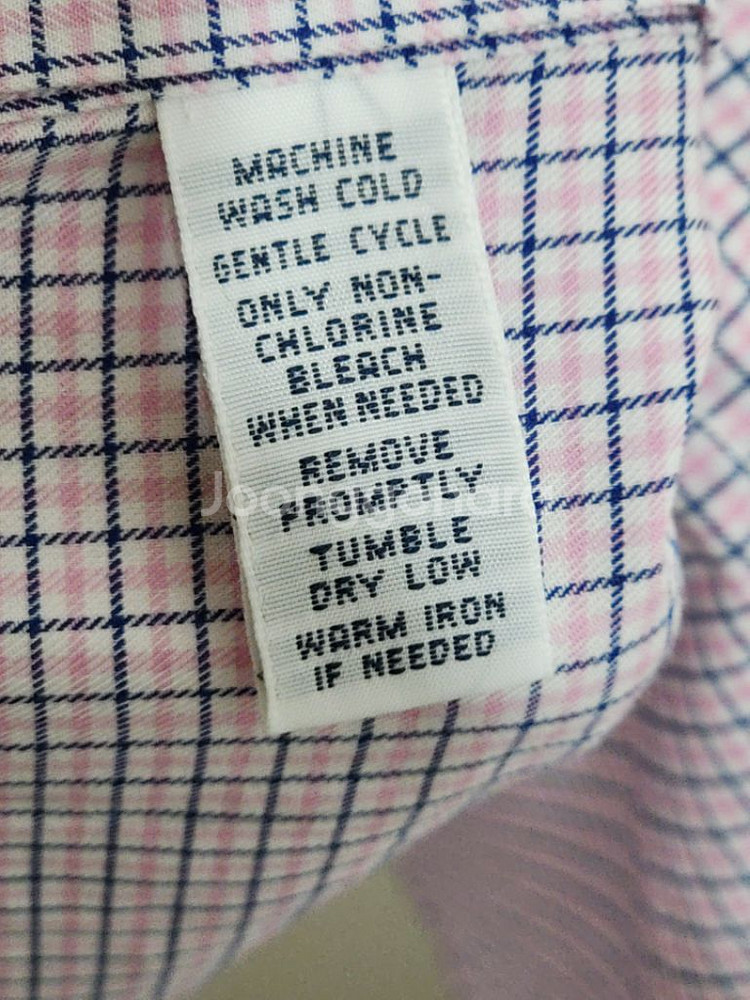 MACHINE
WASH COLD
GENTLE CYCLE
ONLY NON-
CHLORINE
BLEACH
WHEN NEEDED
REMOVE
PROMPTLY
TUMBLE
DRY LOW
WARM IRON
IF NEEDED